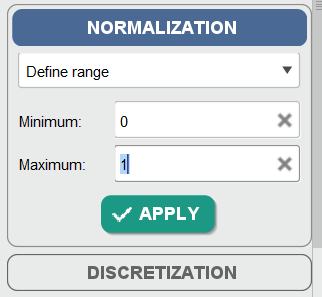 NORMALIZATION
Define range
Minimum: 0
Maximum: 1
APPLY
DISCRETIZATION